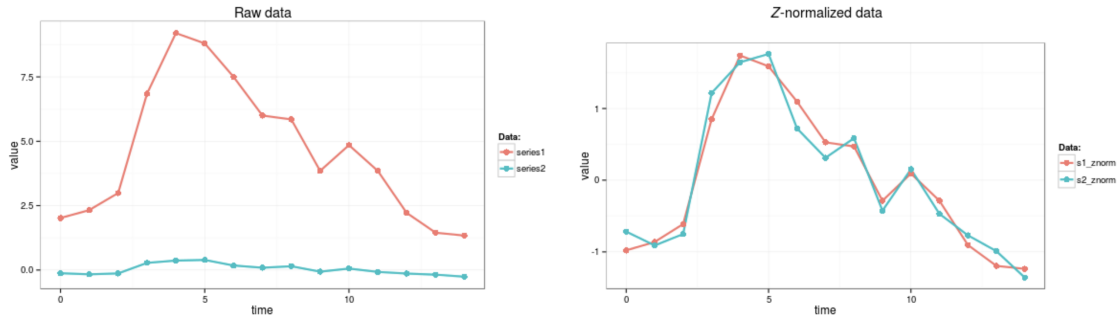 Raw data
7.5
5.0
2.5
0.0
value
0
5
10
time
Data:
series1
series2
Z-normalized data
1
0
-1
value
0
5
10
time
Data:
s1_znorm
s2_znorm